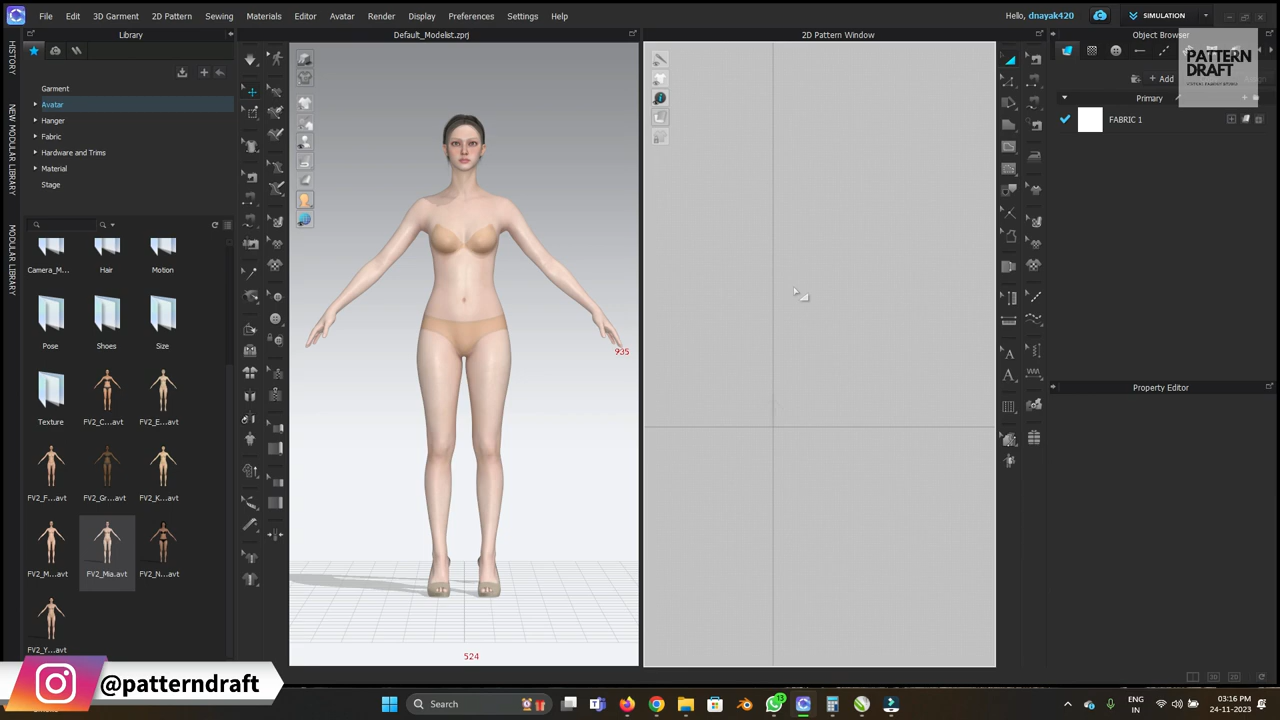 File Edit 3D Garment 2D Pattern Sewing Materials Editor Avatar Render Display Preferences Settings Help
Hello, dnayak420
SIMULATION
Library
Default_Modelist.zprj
2D Pattern Window
Object Browser
HISTORY
NEW MODULAR LIBRARY
MODULAR LIBRARY
PATTERN
DRAFT
Add
Primary
FABRIC 1
Garment
Avatar
Hanger
Fabric
Hardware and Trims
Material
Stage
Camera_M... Hair Motion
Pose Shoes Size
Texture FV2_C...avt FV2_E...avt
FV2_F...avt FV2_Gr...avt FV2_K...avt
FV2_M...avt FV2_Mia.avt FV2_N...avt
FV2_Y...avt
935
524
Property Editor
3D 2D
@patterndraft
Search
13
ENG
IN
03:16 PM
24-11-2023